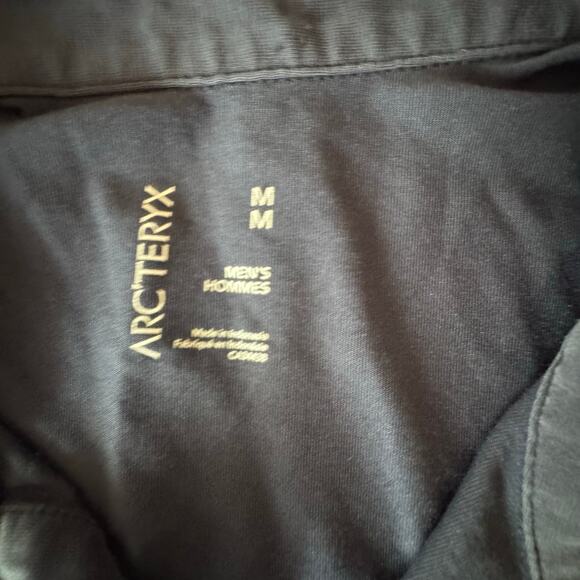 ARC'TERYX
M
M
MEN'S
HOMMES
Made in Indonesia
Fabriqué en Indonésie